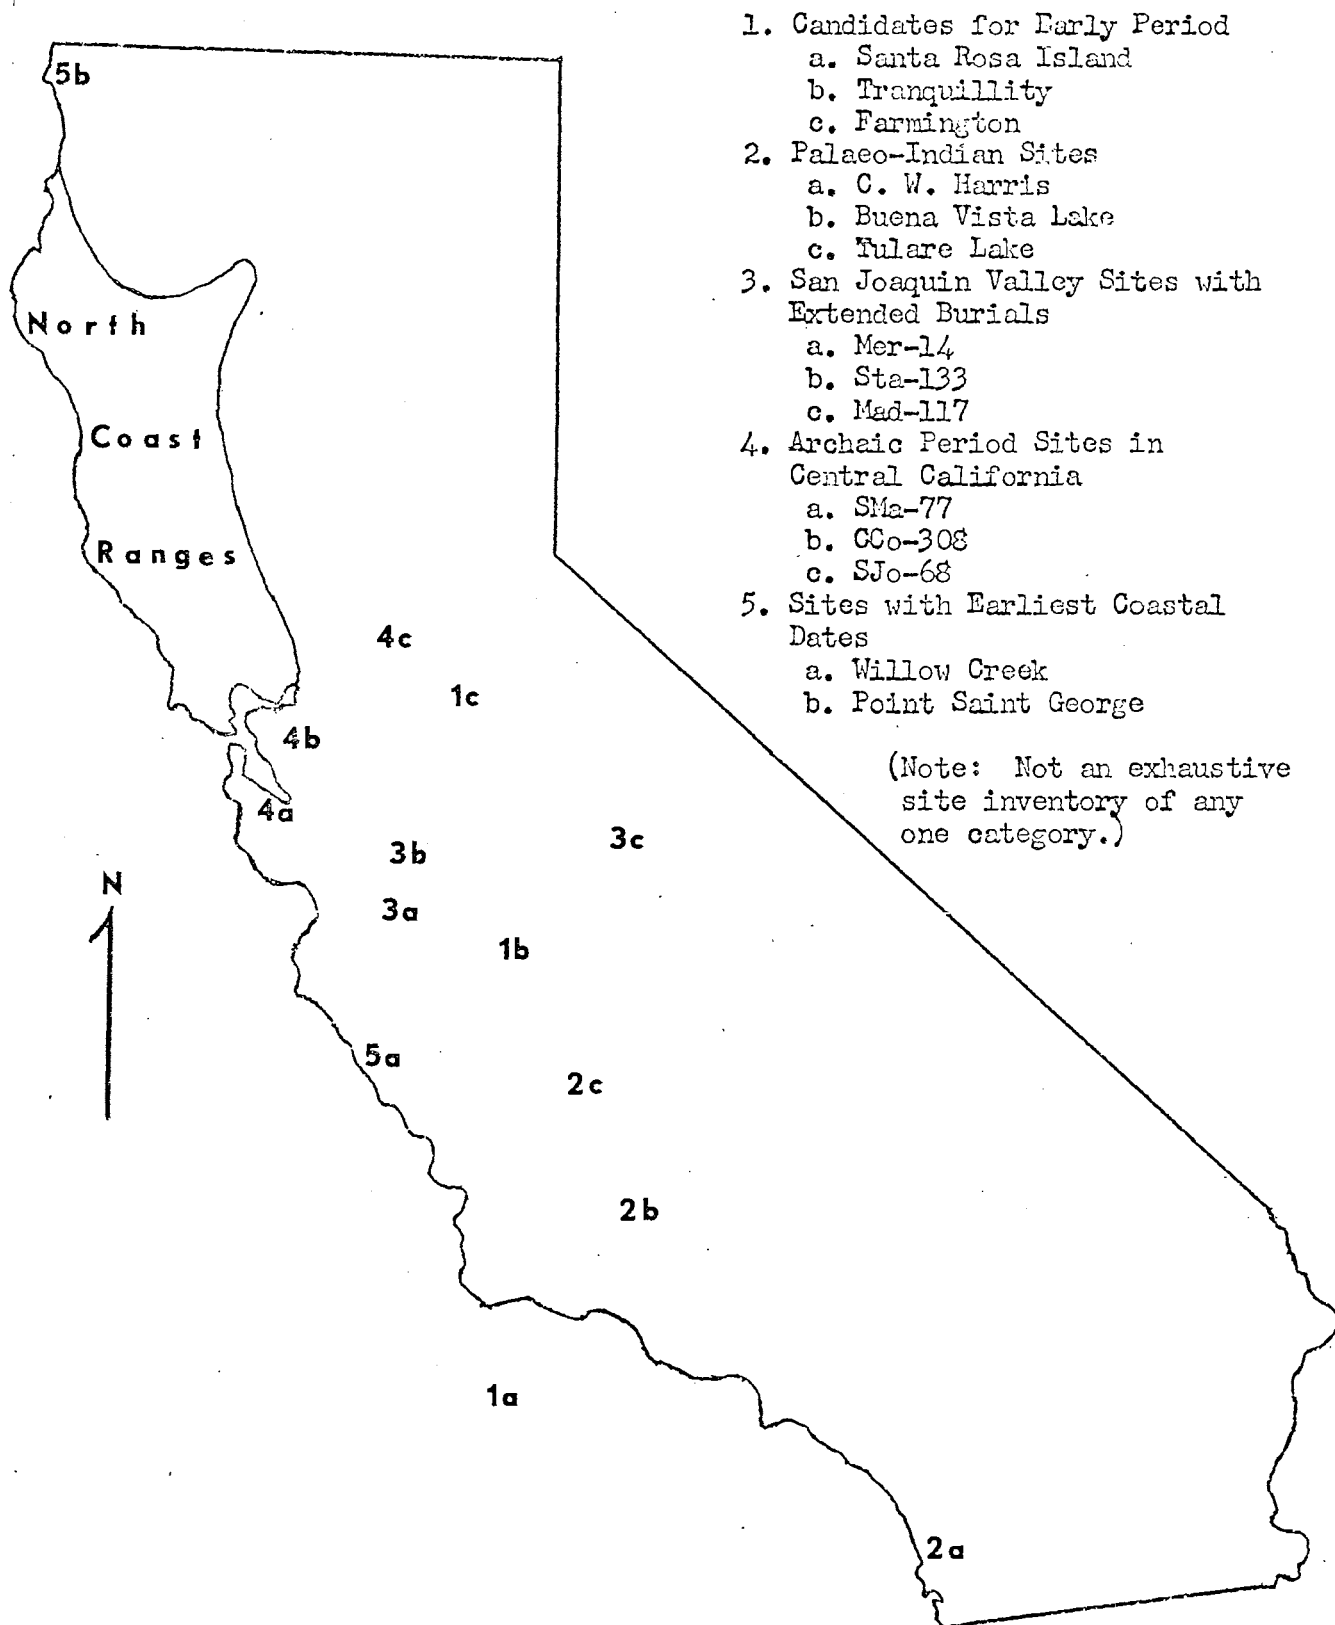 1. Candidates for Early Period
a. Santa Rosa Island
b. Tranquillity
c. Farmington
2. Palaeo-Indian Sites
a. C. W. Harris
b. Buena Vista Lake
c. Tulare Lake
3. San Joaquin Valley Sites with
Extended Burials
a. Mer-14
b. Sta-133
c. Mad-117
4. Archaic Period Sites in
Central California
a. SMa-77
b. CCo-308
c. SJo-68
5. Sites with Earliest Coastal
Dates
a. Willow Creek
b. Point Saint George
(Note: Not an exhaustive
site inventory of any
one category.)
5b
North
Coast
Ranges
4c
1c
4b
4a
3b
3c
N
3a
1b
5a
2c
2b
1a
2a